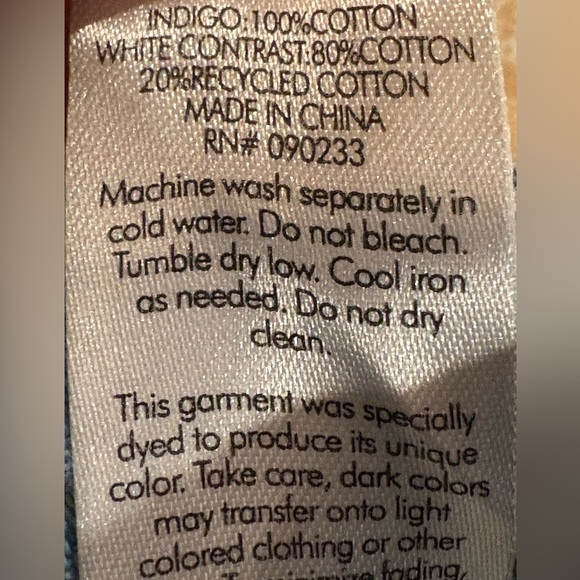 INDIGO:100%COTTON
WHITE CONTRAST:80%COTTON
20%RECYCLED COTTON
MADE IN CHINA
RN# 090233
Machine wash separately in
cold water. Do not bleach.
Tumble dry low. Cool iron
as needed. Do not dry
clean.
This garment was specially
dyed to produce its unique
color. Take care, dark colors
may transfer onto light
colored clothing or other
fading,